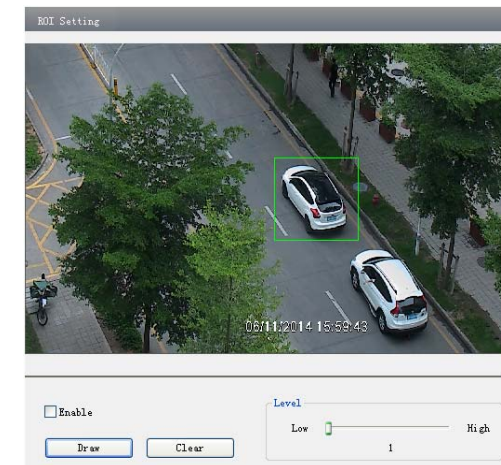 ROI Setting
06/11/2014 15:59:43
Enable
Level
Low
High
1
Draw
Clear